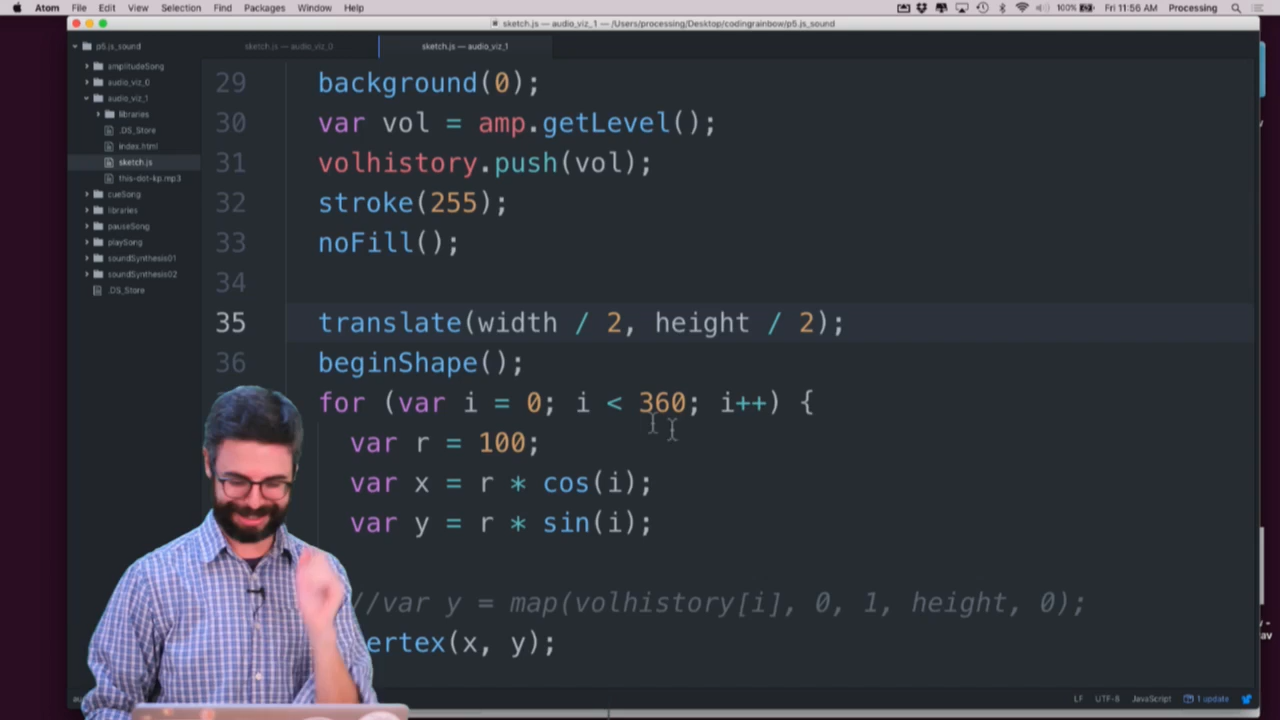 Atom File Edit View Selection Find Packages Window Help 100% Fri 11:56 AM Processing
sketch.js — audio_viz_1 — /Users/processing/Desktop/codingrainbow/p5.js_sound
p5.js_sound
sketch.js — audio_viz_0
sketch.js — audio_viz_1
amplitudeSong
audio_viz_0
audio_viz_1
libraries
.DS_Store
index.html
sketch.js
this-dot-kp.mp3
cueSong
libraries
pauseSong
playSong
soundSynthesis01
soundSynthesis02
.DS_Store
29 background(0);
30 var vol = amp.getLevel();
31 volhistory.push(vol);
32 stroke(255);
33 noFill();
34
35 translate(width / 2, height / 2);
36 beginShape();
for (var i = 0; i < 360; i++) {
var r = 100;
var x = r * cos(i);
var y = r * sin(i);
//var y = map(volhistory[i], 0, 1, height, 0);
ertex(x, y);
LF UTF-8 JavaScript 1 update